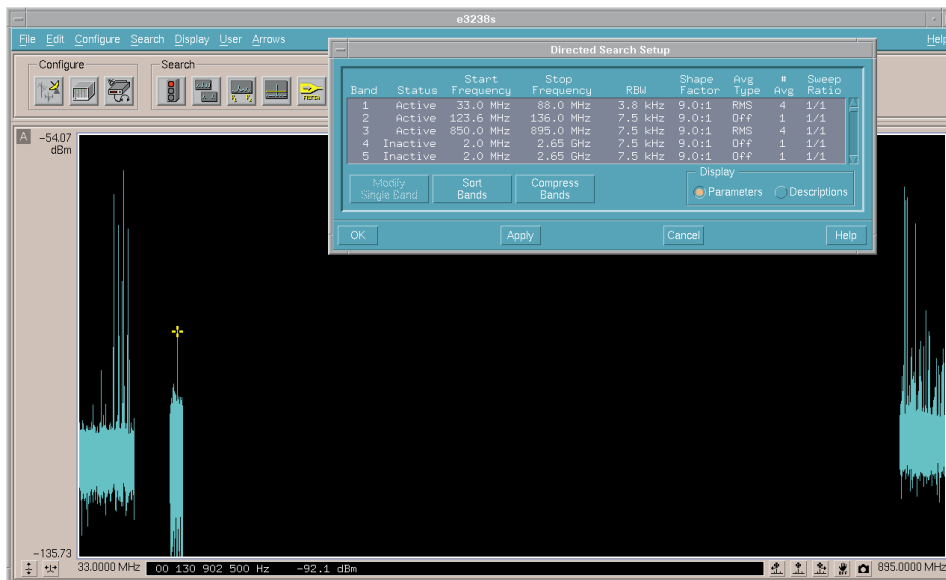 e3238s
File Edit Configure Search Display User Arrows Help
Configure
Search
Directed Search Setup
Start Stop Shape Avg # Sweep
Band Status Frequency Frequency RBW Factor Type Avg Ratio
1 Active 33.0 MHz 88.0 MHz 3.8 kHz 9.0:1 RMS 4 1/1
2 Active 123.6 MHz 136.0 MHz 7.5 kHz 9.0:1 Off 1 1/1
3 Active 850.0 MHz 895.0 MHz 7.5 kHz 9.0:1 RMS 4 1/1
4 Inactive 2.0 MHz 2.65 GHz 7.5 kHz 9.0:1 Off 1 1/1
5 Inactive 2.0 MHz 2.65 GHz 7.5 kHz 9.0:1 Off 1 1/1
Modify
Single Band
Sort
Bands
Compress
Bands
Display
Parameters Descriptions
OK Apply Cancel Help
A -54.07
dBm
-135.73
33.0000 MHz 00 130 902 500 Hz -92.1 dBm 895.0000 MHz